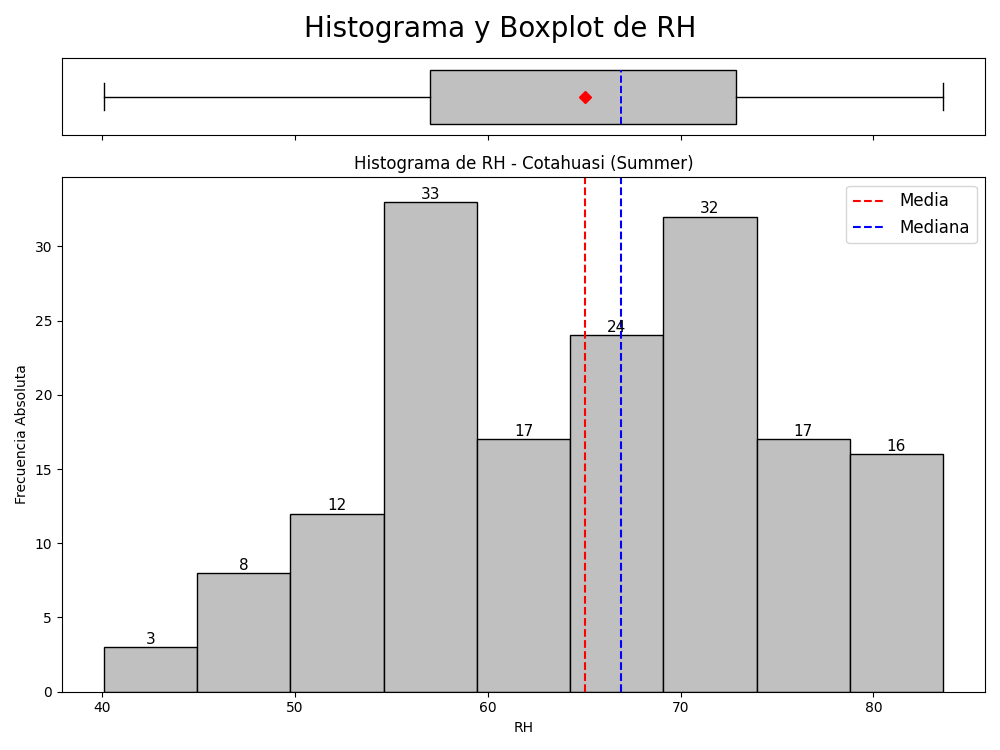 Histograma y Boxplot de RH
Histograma de RH - Cotahuasi (Summer)
Media
Mediana
33
32
24
17
17
16
12
8
3
30
25
20
15
10
5
0
Frecuencia Absoluta
40 50 60 70 80
RH